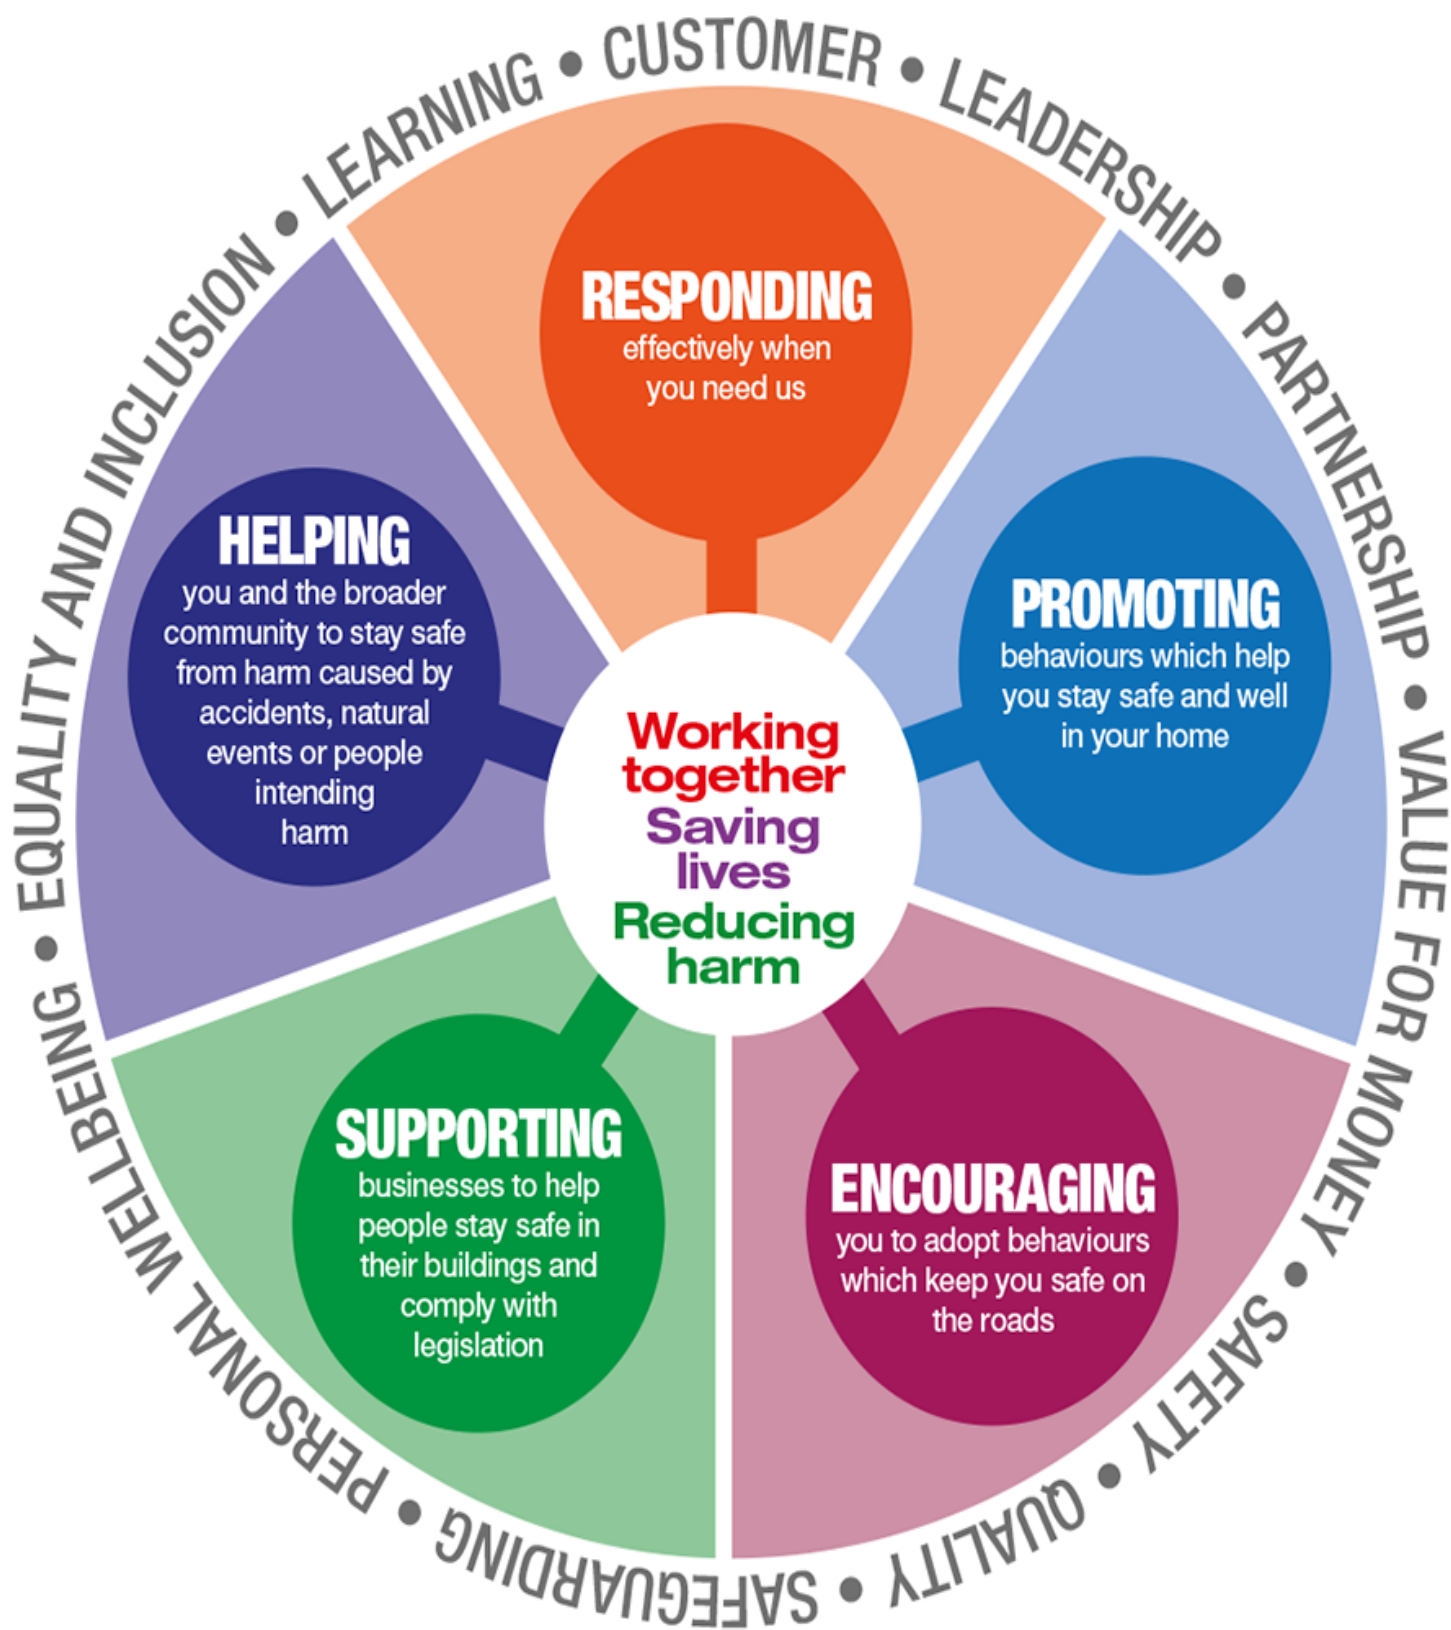 CUSTOMER • LEADERSHIP • PARTNERSHIP • VALUE FOR MONEY • SAFETY • QUALITY • SAFEGUARDING • PERSONAL WELLBEING • EQUALITY AND INCLUSION • LEARNING •
RESPONDING
effectively when
you need us
PROMOTING
behaviours which help
you stay safe and well
in your home
ENCOURAGING
you to adopt behaviours
which keep you safe on
the roads
SUPPORTING
businesses to help
people stay safe in
their buildings and
comply with
legislation
HELPING
you and the broader
community to stay safe
from harm caused by
accidents, natural
events or people
intending
harm
Working
together
Saving
lives
Reducing
harm